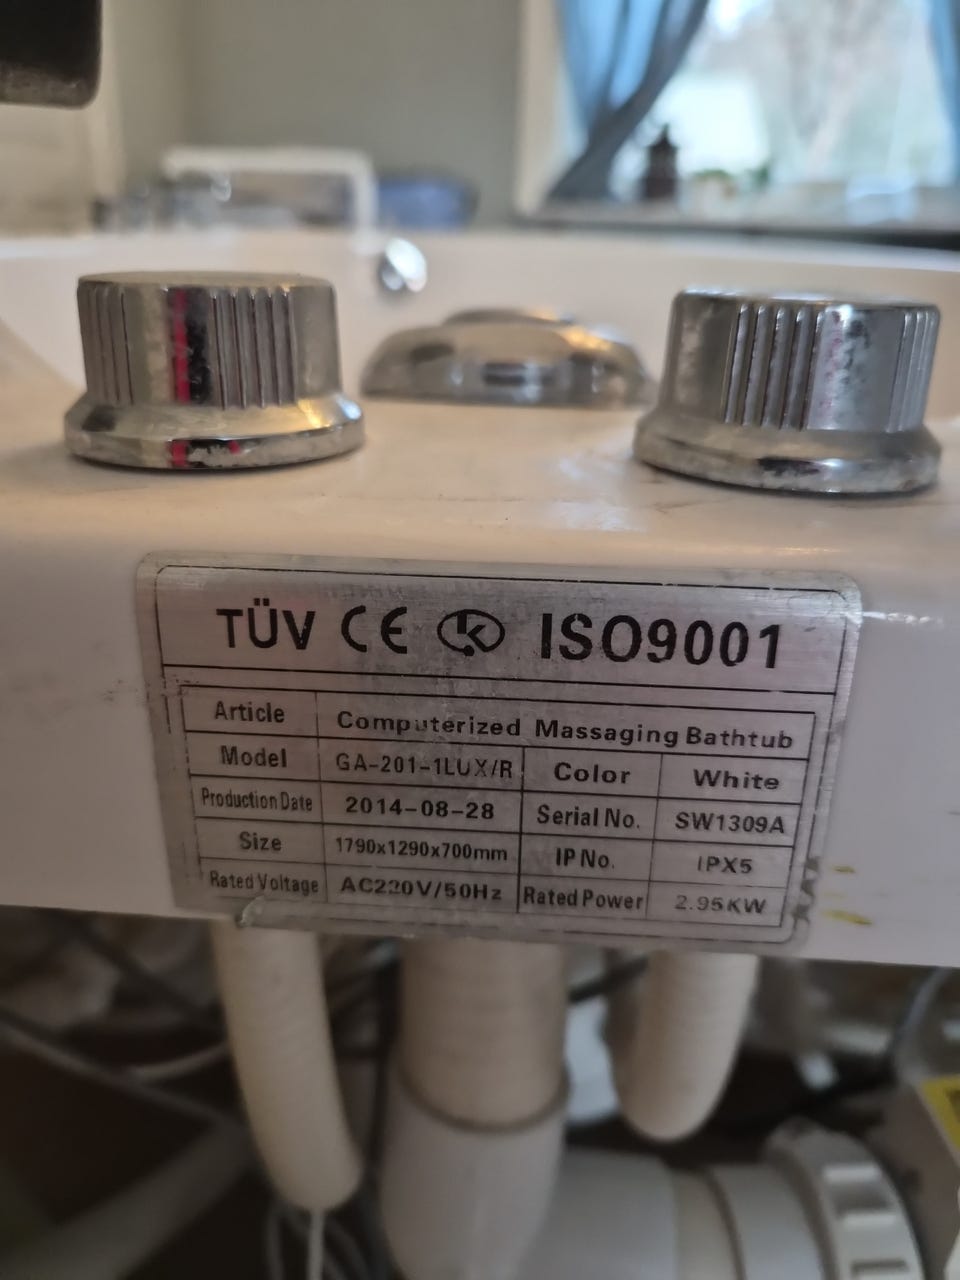 TÜV CE K ISO9001
Article Computerized Massaging Bathtub
Model GA-201-1LUX/R Color White
Production Date 2014-08-28 Serial No. SW1309A
Size 1790x1290x700mm IP No. IPX5
Rated Voltage AC220V/50Hz Rated Power 2.95KW